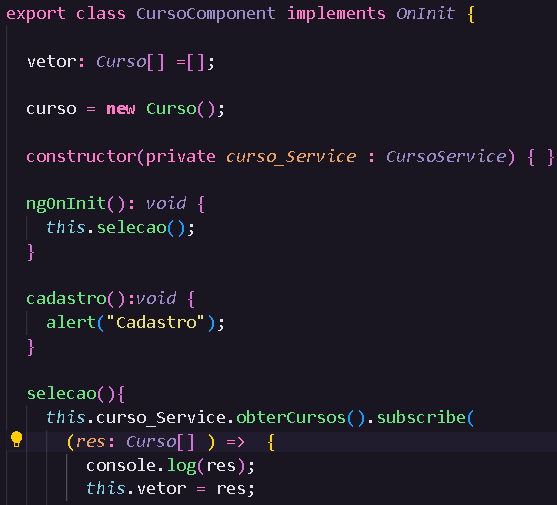 export class CursoComponent implements OnInit {
vetor: Curso[] =[];
curso = new Curso();
constructor(private curso_Service : CursoService) { }
ngOnInit(): void {
this.selecao();
}
cadastro():void {
alert("Cadastro");
}
selecao(){
this.curso_Service.obterCursos().subscribe(
(res: Curso[] ) =>  {
console.log(res);
this.vetor = res;